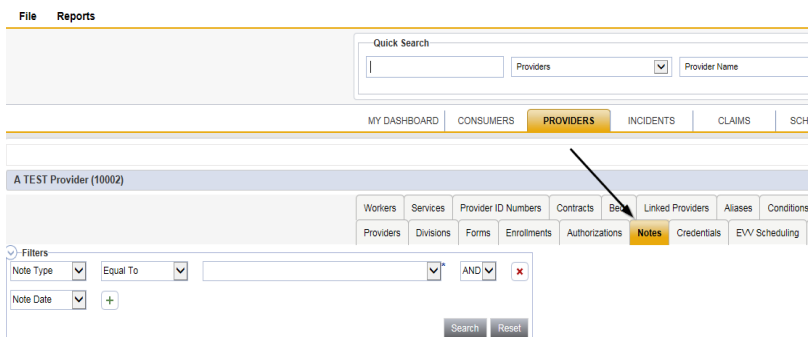 File Reports
Quick Search
Providers Provider Name
MY DASHBOARD CONSUMERS PROVIDERS INCIDENTS CLAIMS SCH
A TEST Provider (10002)
Workers Services Provider ID Numbers Contracts Linked Providers Aliases Conditions
Providers Divisions Forms Enrollments Authorizations Notes Credentials EVV Scheduling
Filters
Note Type Equal To * AND x
Note Date +
Search Reset